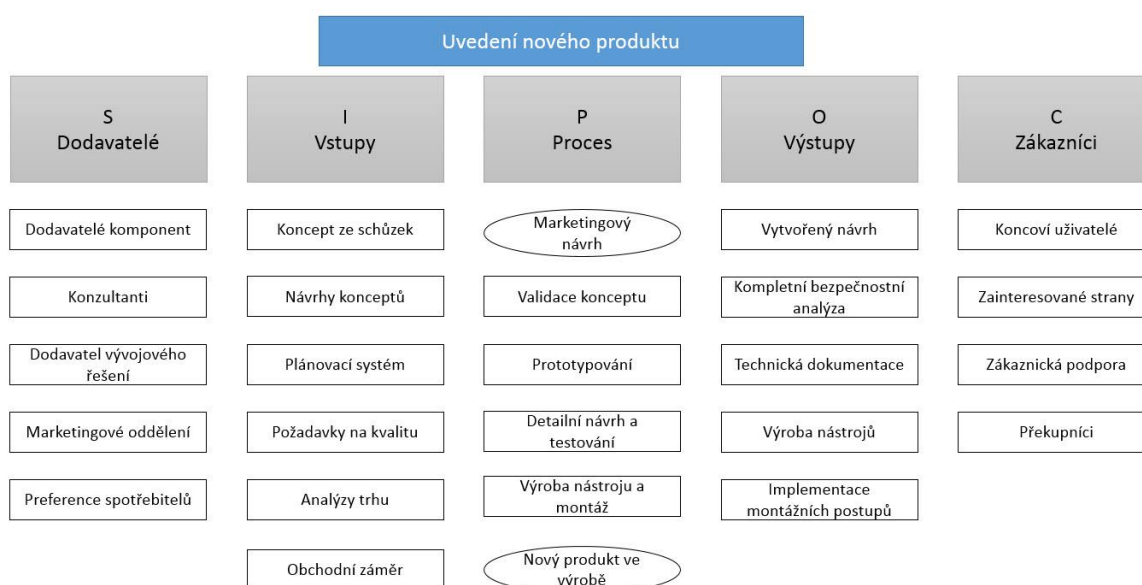 Uvedení nového produktu
S
Dodavatelé
I
Vstupy
P
Proces
O
Výstupy
C
Zákazníci
Dodavatelé komponent
Koncept ze schůzek
Marketingový
návrh
Vytvořený návrh
Koncoví uživatelé
Konzultanti
Návrhy konceptů
Validace konceptu
Kompletní bezpečnostní
analýza
Zainteresované strany
Dodavatel vývojového
řešení
Plánovací systém
Prototypování
Technická dokumentace
Zákaznická podpora
Marketingové oddělení
Požadavky na kvalitu
Detailní návrh a
testování
Výroba nástrojů
Překupníci
Preference spotřebitelů
Analýzy trhu
Výroba nástroju a
montáž
Implementace
montážních postupů
Obchodní záměr
Nový produkt ve
výrobě